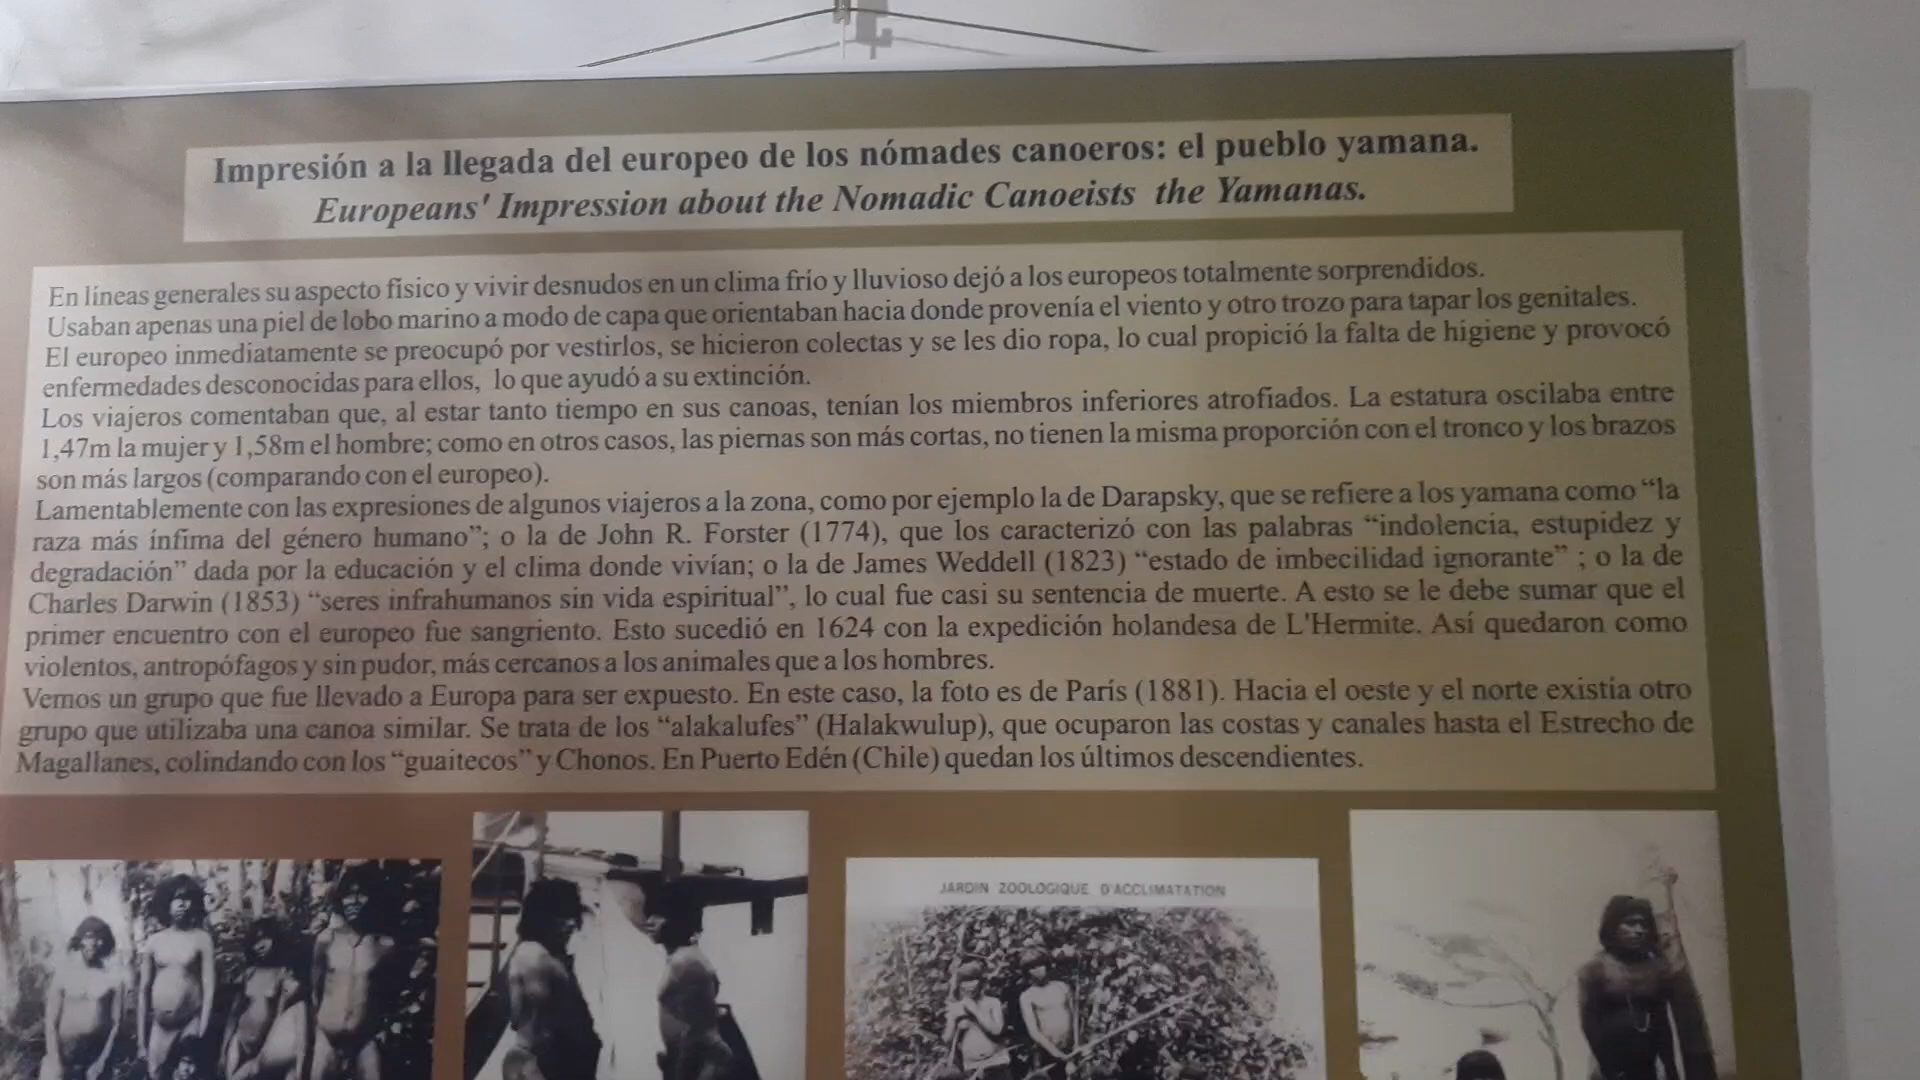 Impresión a la llegada del europeo de los nómades canoeros: el pueblo yamana.
Europeans' Impression about the Nomadic Canoeists the Yamanas.
En líneas generales su aspecto físico y vivir desnudos en un clima frío y lluvioso dejó a los europeos totalmente sorprendidos.
Usaban apenas una piel de lobo marino a modo de capa que orientaban hacia donde provenía el viento y otro trozo para tapar los genitales.
El europeo inmediatamente se preocupó por vestirlos, se hicieron colectas y se les dio ropa, lo cual propició la falta de higiene y provocó
enfermedades desconocidas para ellos, lo que ayudó a su extinción.
Los viajeros comentaban que, al estar tanto tiempo en sus canoas, tenían los miembros inferiores atrofiados. La estatura oscilaba entre
1,47m la mujer y 1,58m el hombre; como en otros casos, las piernas son más cortas, no tienen la misma proporción con el tronco y los brazos
son más largos (comparando con el europeo).
Lamentablemente con las expresiones de algunos viajeros a la zona, como por ejemplo la de Darapsky, que se refiere a los yamana como “la
raza más ínfima del género humano”; o la de John R. Forster (1774), que los caracterizó con las palabras “indolencia, estupidez y
degradación” dada por la educación y el clima donde vivían; o la de James Weddell (1823) “estado de imbecilidad ignorante” ; o la de
Charles Darwin (1853) “seres infrahumanos sin vida espiritual”, lo cual fue casi su sentencia de muerte. A esto se le debe sumar que el
primer encuentro con el europeo fue sangriento. Esto sucedió en 1624 con la expedición holandesa de L'Hermite. Así quedaron como
violentos, antropófagos y sin pudor, más cercanos a los animales que a los hombres.
Vemos un grupo que fue llevado a Europa para ser expuesto. En este caso, la foto es de París (1881). Hacia el oeste y el norte existía otro
grupo que utilizaba una canoa similar. Se trata de los “alakalufes” (Halakwulup), que ocuparon las costas y canales hasta el Estrecho de
Magallanes, colindando con los “guaitecos” y Chonos. En Puerto Edén (Chile) quedan los últimos descendientes.
JARDIN ZOOLOGIQUE D'ACCLIMATATION